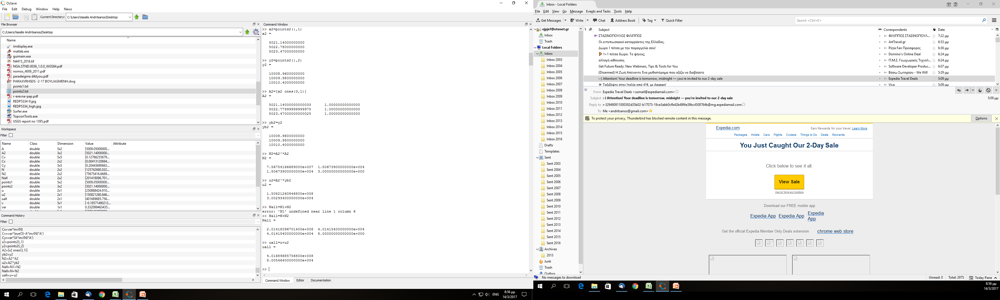 Octave
File Edit Debug Window Help News
Current Directory: C:\Users\Vassilis Andritsanos\Desktop
File Browser
C:/Users/Vassilis Andritsanos/Desktop
Name
imdisplay.exe
matlab.exe
guimain.exe
N4415_2016.tif
NGA.STND.0036_1.0.0_WGS84.pdf
nomos_4009_2011.pdf
paradeigma diktyou.pdf
PARAXVRHSEIS -2-17 BOYLIAGMENH.dwg
points1.txt
points2.txt
r-erevna-pap.pdf
REDP5334-9.jpg
REDP5334_high.jpg
Surfer.exe
TopconTools.exe
USGS report no 1395.pdf
Workspace
Filter
Name Class Dimension Value Attribute
A double 5x2 [5009.05000000...
A2 double 3x2 [5021.14000000...
Cv double 5x5 [0.12766255679...
Cx double 2x2 [0.00413120694...
Cy double 5x5 [0.20443690663...
N double 2x2 [125742680.032...
N2 double 2x2 [75675416.6689...
Nall double 2x2 [201418096.701...
points1 double 5x2 [5009.05000000...
points2 double 3x2 [5021.14000000...
u double 2x1 [250868424.910...
u2 double 2x1 [150821260.846...
uall double 2x1 [401689685.756...
v double 5x1 [-0.18571490212...
var double 1x1 0.332099463435...
Command History
Filter
Cx=var*inv(N)
Cv=var*(eye(5)-A*inv(N)*A')
Cy=var*(A*inv(N)*A')
x2=points2(:,1)
y2=points2(:,2)
A2=[x2 ones(3,1)]
yb2=y2
N2=A2'*A2
u2=A2'*yb2
Nall=N1+N2
Nall=N+N2
uall=u+u2
Command Window
>> x2=points2(:,1)
x2 =
5021.14000000000
5022.78000000000
5023.47000000000
>> y2=points2(:,2)
y2 =
10008.9600000000
10009.9800000000
10010.4000000000
>> A2=[x2 ones(3,1)]
A2 =
5021.14000000000033 1.00000000000000
5022.77999999999975 1.00000000000000
5023.47000000000025 1.00000000000000
>> yb2=y2
yb2 =
10008.9600000000
10009.9800000000
10010.4000000000
>> N2=A2'*A2
N2 =
7.56754166689000e+007 1.50673900000000e+004
1.50673900000000e+004 3.00000000000000e+000
>> u2=A2'*yb2
u2 =
1.50821260846800e+008
3.00293400000000e+004
>> Nall=N1+N2
error: 'N1' undefined near line 1 column 6
>> Nall=N+N2
Nall =
2.01418096701400e+008 4.01415400000000e+004
4.01415400000000e+004 8.00000000000000e+000
>> uall=u+u2
uall =
4.01689685756800e+008
8.00546400000000e+004
>>
Command Window Editor Documentation
ENG 8:56 μμ
14/3/2017
Inbox - Local Folders
File Edit View Go Message Events and Tasks Tools Help
Get Messages Write Chat Address Book Tag Quick Filter Search <Ctrl+K>
ojpjef@otenet.gr
Inbox
Trash
Local Folders
Inbox
Inbox 2003
Inbox 2004
Inbox 2005
Inbox 2006
Inbox 2007
Inbox 2008
Inbox 2009
Inbox 2010
Inbox 2011
Inbox 2012
Inbox 2013
Inbox 2014
Inbox 2015
Inbox 2016
Drafts
Templates
Sent
Sent 2003
Sent 2004
Sent 2005
Sent 2006
Sent 2007
Sent 2008
Sent 2009
Sent 2010
Sent 2011
Sent 2012
Sent 2013
Sent 2014
Sent 2015
Sent 2016
Archives
2013
Junk
Trash
Outbox
Subject Correspondents Date
ΣΤΑΣΙΝΟΠΟΥΛΟΣ ΦΙΛΙΠΠΟΣ ΦΙΛΙΠΠΟΣ ΣΤΑΣΙΝΟΠΟΥΛ... 7:22 μμ
Οι εντυπωσιακοί καταρράκτες της Ελλάδας. ArtTravel.gr 6:53 μμ
Δώρο 1 πίτσα με την παραγγελία σου! Pizza Fan Προσφορές 6:36 μμ
1+1 πίτσα δώρο. Το ψήνεις; Domino's Online Deal 6:24 μμ
αλλαγή αίθουσας Π.Μ.Σ. Γεωχωρικές Τεχνολ... 6:24 μμ
Get Future Ready: New Webinars, Tips & Tools for You Software Developer Produc... 6:07 μμ
{Disarmed} Η Ζωή Απέναντι: Ένα μυθιστόρημα που αξίζει να διαβάσετε Βάσω Σωτηρίου - We Will 5:29 μμ
:-) Attention! Your deadline is tomorrow, midnight — you're invited to our 2-day sale Expedia Travel Deals 5:09 μμ
Ταξιδέψτε στην Ιταλία από 41€, με Aegean! Viva 5:09 μμ
From Expedia Travel Deals <usmail@expediamail.com>
Subject :-) Attention! Your deadline is tomorrow, midnight — you're invited to our 2-day sale 5:09 μμ
Reply to r-329490911000392d35b02-b17073-19ce3abb0cfb42b48f6e39bc4508764b@mg.expediamail.com
To Me <andritsanos@gmail.com>
To protect your privacy, Thunderbird has blocked remote content in this message. Options
Expedia.com Earn Rewards for your travel. Learn More
Packages Hotels Cars Flights Cruises Things to Do Deals Rewards
You Just Caught Our 2-Day Sale
Click below to see it all.
View Sale
View full Terms and Conditions
Download our FREE mobile app
Expedia App Expedia App Expedia App
Get the official Expedia Member Only Deals extension chrome web store
No messages to download Unread: 0 Total: 2975 14 Today Pane
8:56 μμ
14/3/2017